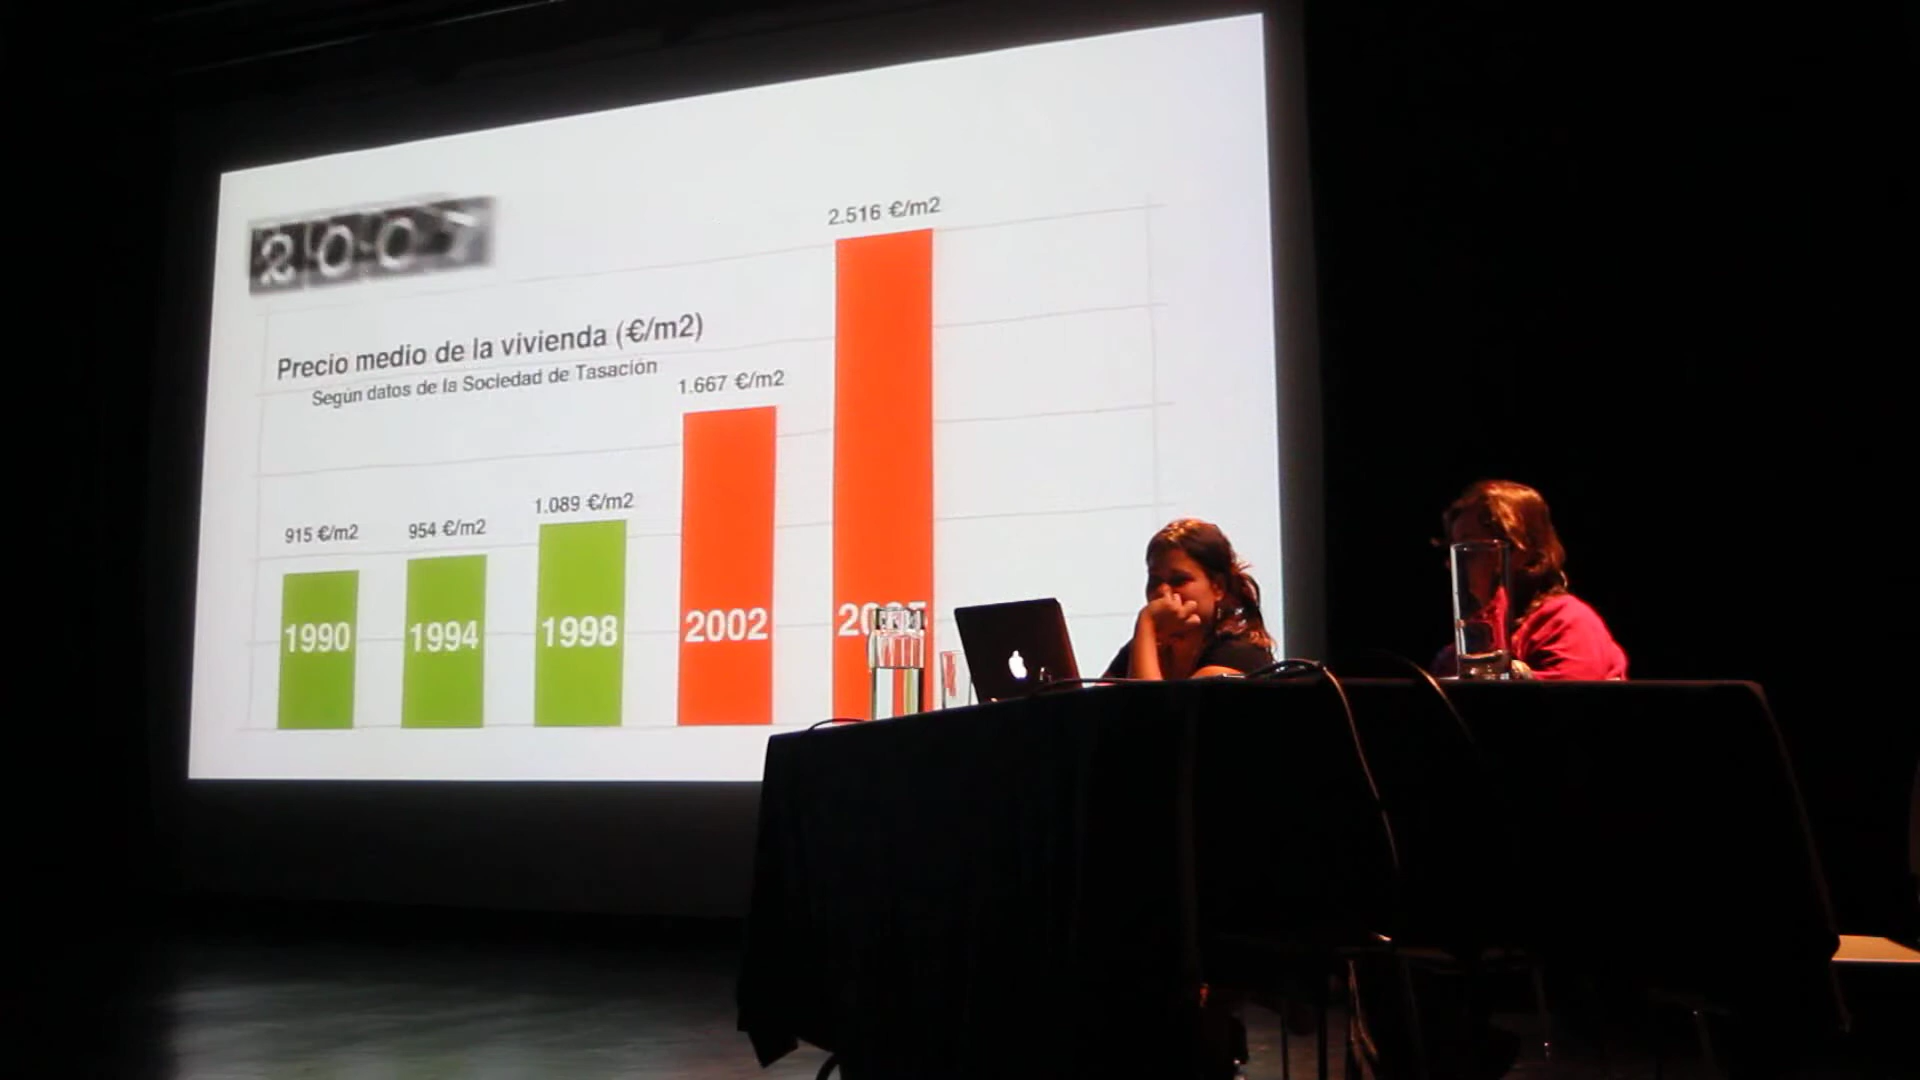 2007
Precio medio de la vivienda (€/m2)
Según datos de la Sociedad de Tasación
915 €/m2
954 €/m2
1.089 €/m2
1.667 €/m2
2.516 €/m2
1990
1994
1998
2002